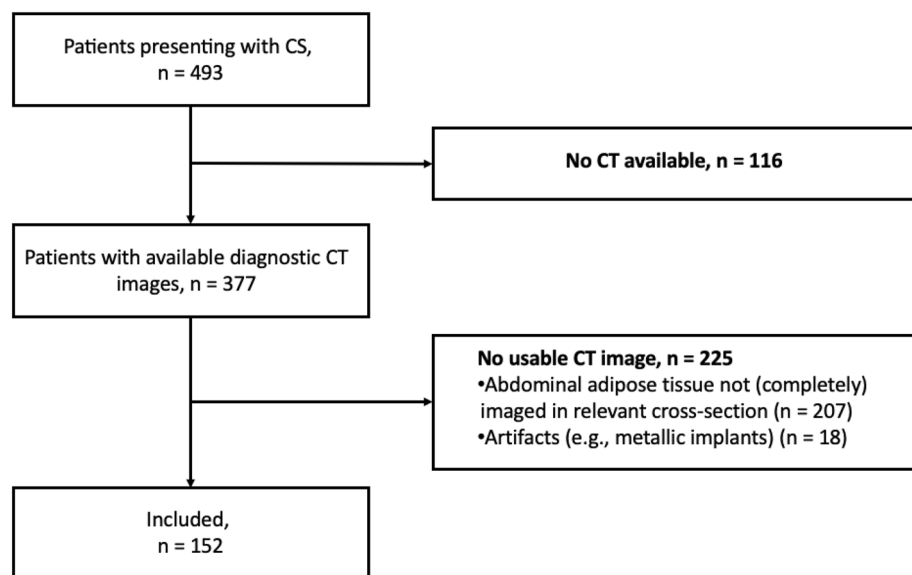 Patients presenting with CS,
n = 493
No CT available, n = 116
Patients with available diagnostic CT
images, n = 377
No usable CT image, n = 225
•Abdominal adipose tissue not (completely)
imaged in relevant cross-section (n = 207)
•Artifacts (e.g., metallic implants) (n = 18)
Included,
n = 152